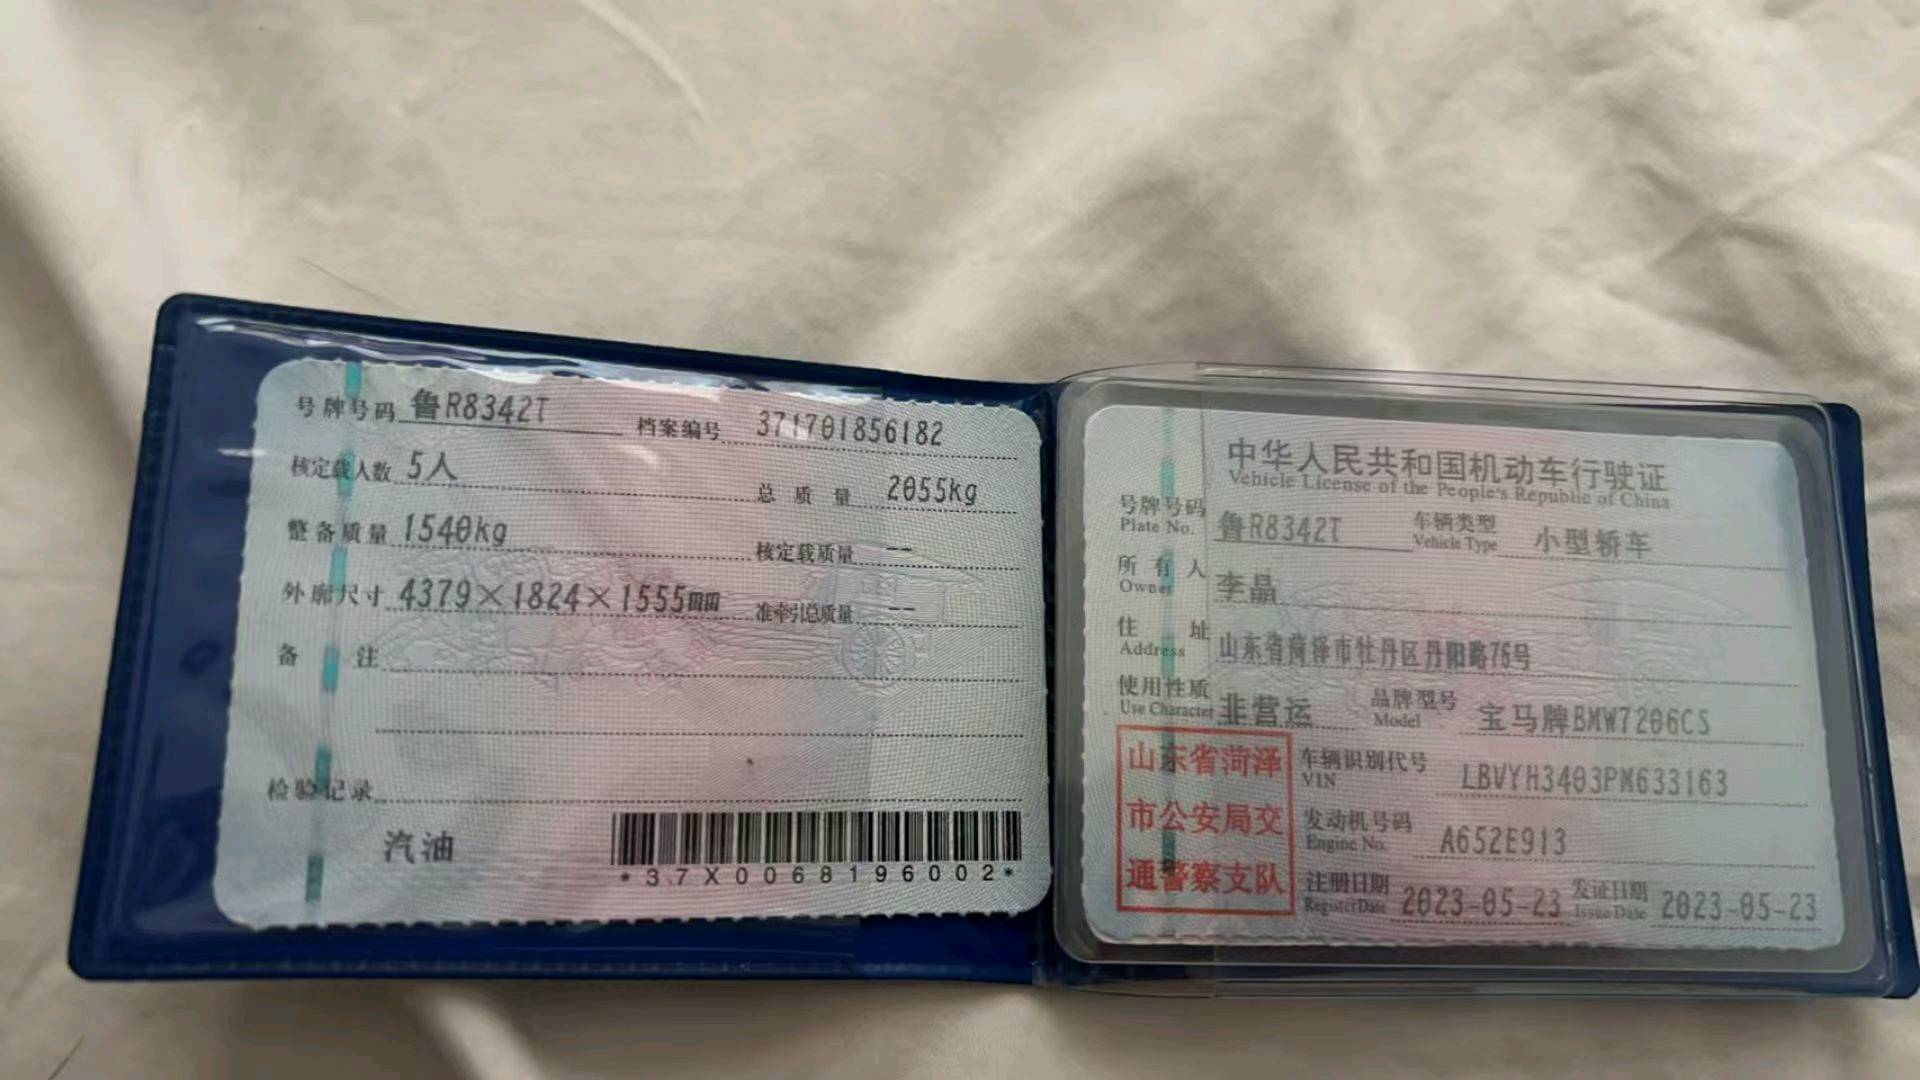 号牌号码 鲁R8342T 档案编号 371701856182
核定载人数 5人 总质量 2055kg
整备质量 1540kg 核定载质量 --
外廓尺寸 4379×1824×1555mm 准牵引总质量 --
备注
检验记录
汽油
*37X0068196002*
中华人民共和国机动车行驶证
Vehicle License of the People's Republic of China
号牌号码 鲁R8342T 车辆类型 小型轿车
Plate No. Vehicle Type
所有人 李晶
Owner
住址 山东省菏泽市牡丹区丹阳路76号
Address
使用性质 非营运 品牌型号 宝马牌BMW7206CS
Use Character Model
山东省菏泽
市公安局交
通警察支队
车辆识别代号 LBVYH3403PM633163
VIN
发动机号码 A652E913
Engine No.
注册日期 2023-05-23 发证日期 2023-05-23
Register Date Issue Date